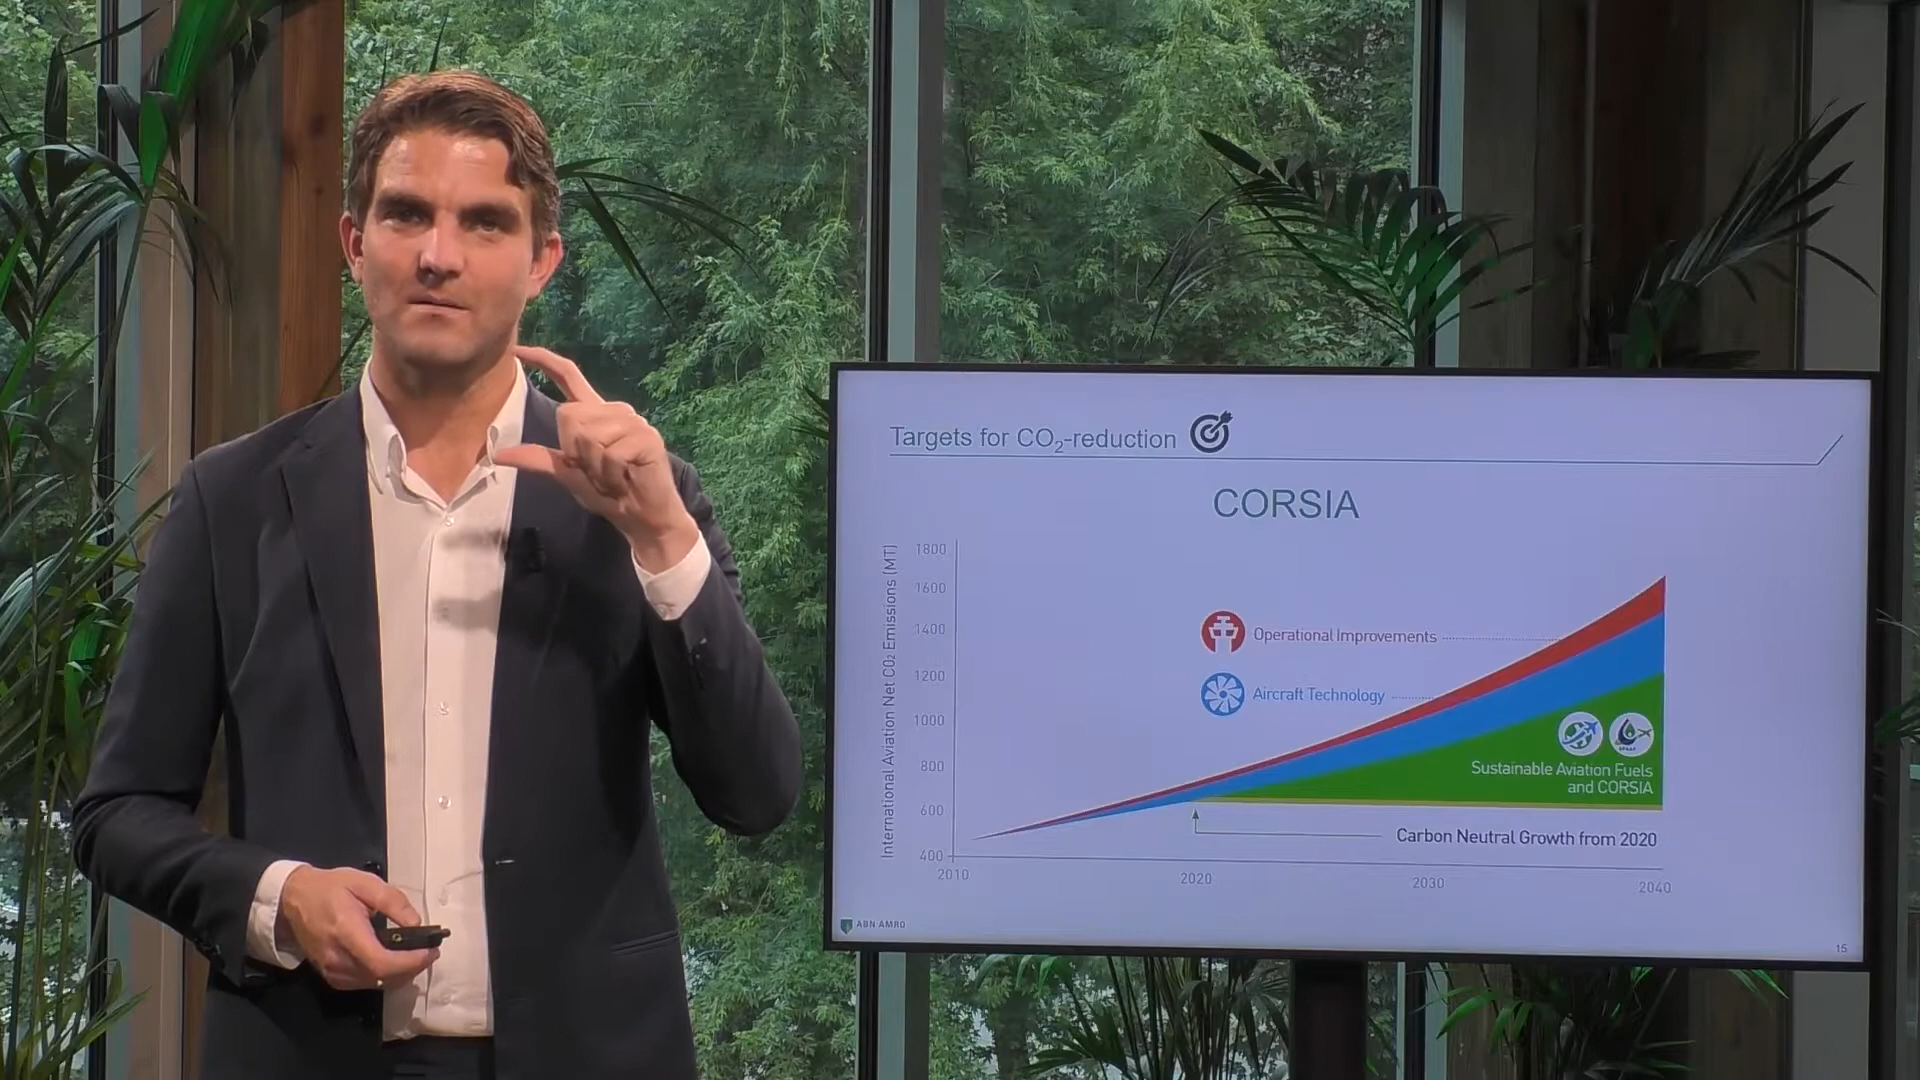 Targets for CO₂-reduction
CORSIA
International Aviation Net CO₂ Emissions (MT)
1800
1600
1400
1200
1000
800
600
400
2010
2020
2030
2040
Operational Improvements
Aircraft Technology
Sustainable Aviation Fuels
and CORSIA
Carbon Neutral Growth from 2020
ABN·AMRO
15